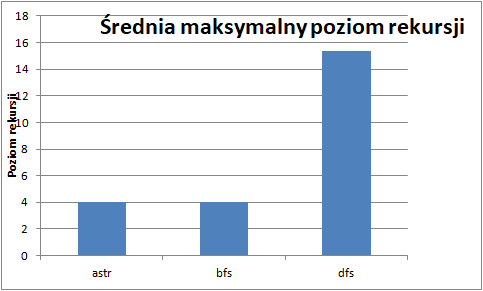 Średnia maksymalny poziom rekursji
Poziom rekursji
18
16
14
12
10
8
6
4
2
0
astr
bfs
dfs